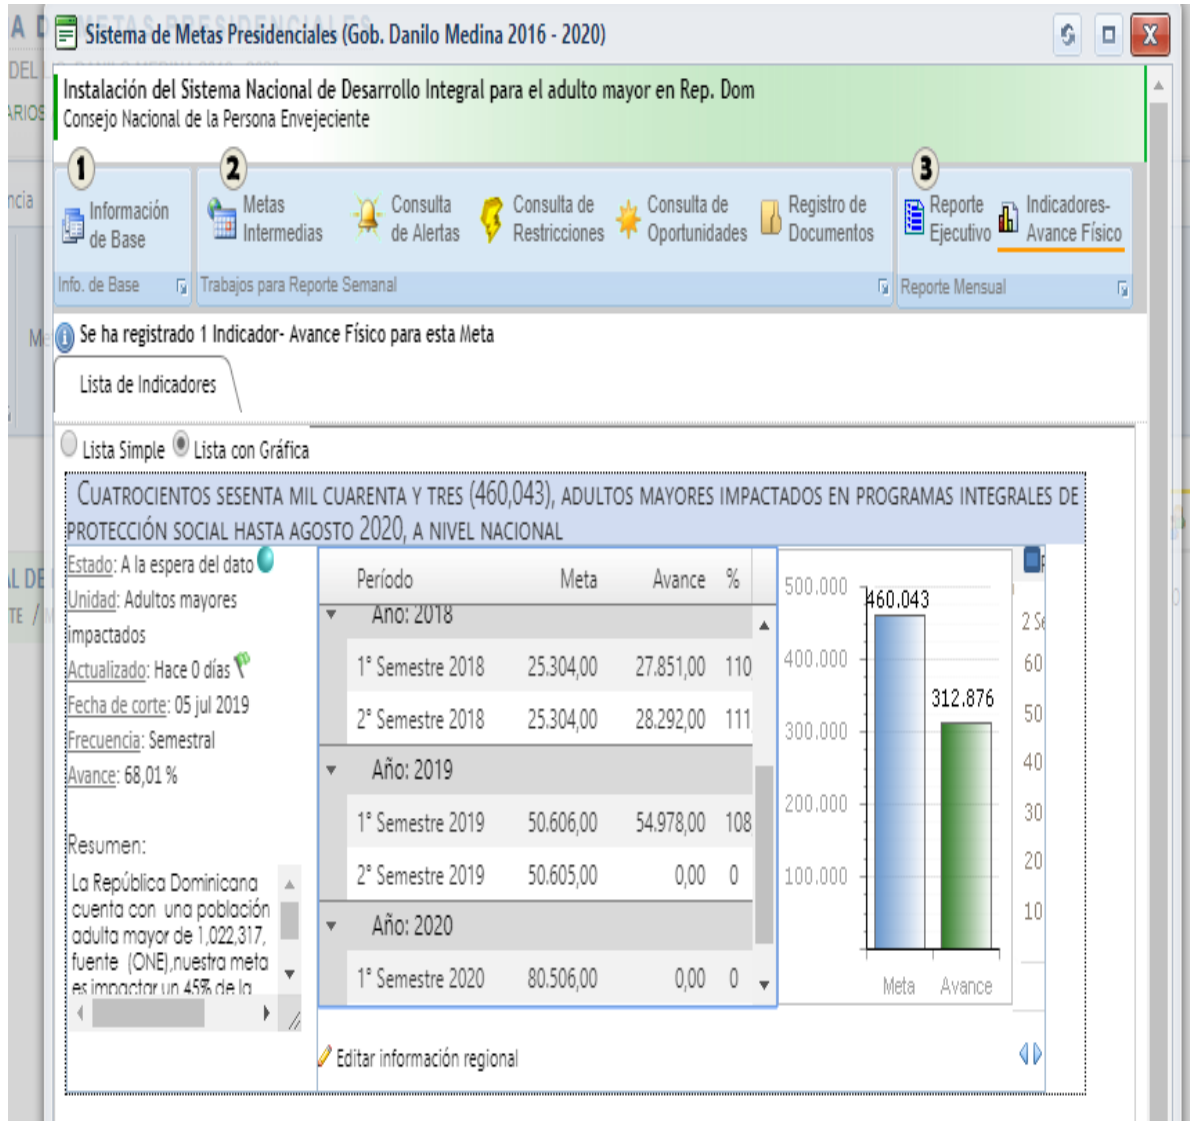 Sistema de Metas Presidenciales (Gob. Danilo Medina 2016 - 2020)
Instalación del Sistema Nacional de Desarrollo Integral para el adulto mayor en Rep. Dom
Consejo Nacional de la Persona Envejeciente
1 2 3
Información de Base
Metas Intermedias
Consulta de Alertas
Consulta de Restricciones
Consulta de Oportunidades
Registro de Documentos
Reporte Ejecutivo
Indicadores- Avance Físico
Info. de Base
Trabajos para Reporte Semanal
Reporte Mensual
Se ha registrado 1 Indicador- Avance Físico para esta Meta
Lista de Indicadores
Lista Simple Lista con Gráfica
Cuatrocientos sesenta mil cuarenta y tres (460,043), adultos mayores impactados en programas integrales de
protección social hasta agosto 2020, a nivel nacional
Estado: A la espera del dato
Unidad: Adultos mayores
impactados
Actualizado: Hace 0 días
Fecha de corte: 05 jul 2019
Frecuencia: Semestral
Avance: 68,01 %
Resumen:
La República Dominicana
cuenta con una población
adulta mayor de 1,022,317,
fuente (ONE),nuestra meta
es impactar un 45% de la
Período Meta Avance %
Año: 2018
1° Semestre 2018 25.304,00 27.851,00 110
2° Semestre 2018 25.304,00 28.292,00 111
Año: 2019
1° Semestre 2019 50.606,00 54.978,00 108
2° Semestre 2019 50.605,00 0,00 0
Año: 2020
1° Semestre 2020 80.506,00 0,00 0
500.000
400.000
300.000
200.000
100.000
460.043
312.876
Meta Avance
2 Se
60
50
40
30
20
10
Editar información regional